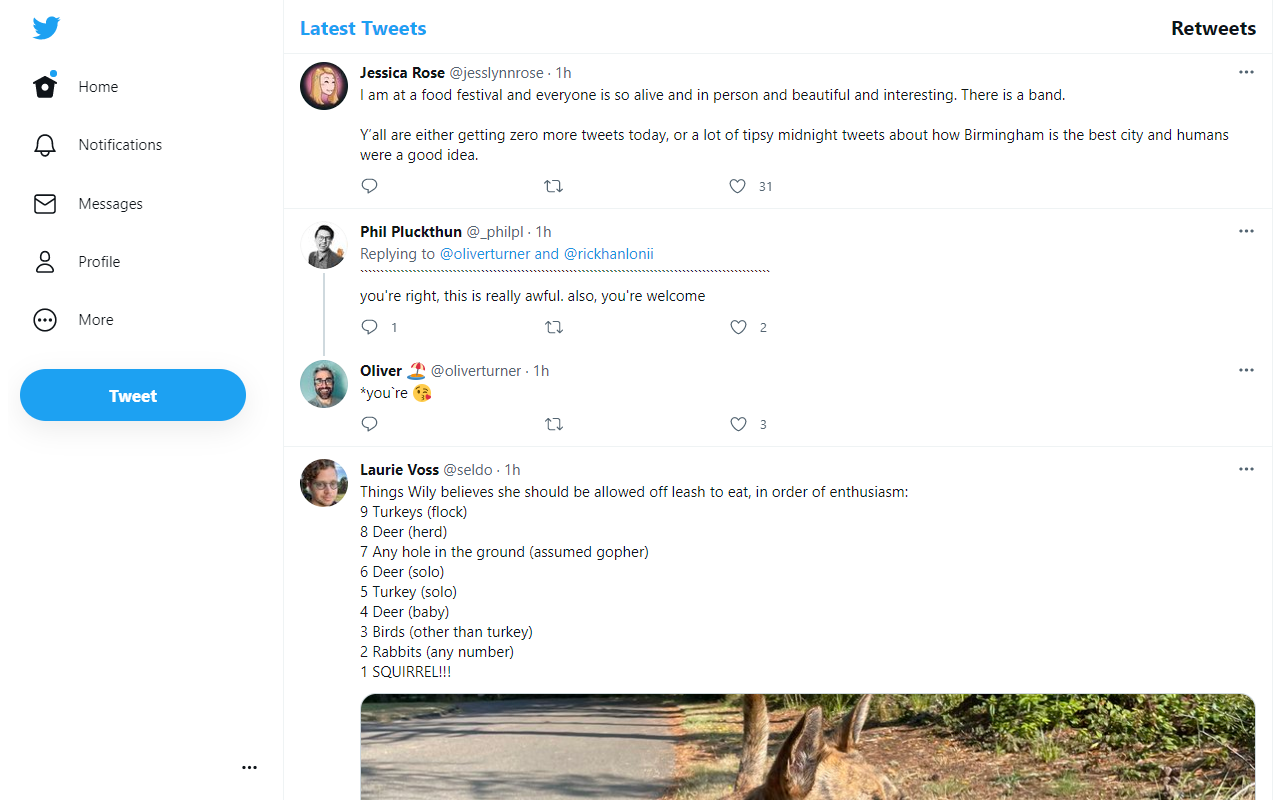 Latest Tweets
Retweets
Home
Notifications
Messages
Profile
More
Tweet
Jessica Rose @jesslynnrose · 1h
I am at a food festival and everyone is so alive and in person and beautiful and interesting. There is a band.
Y'all are either getting zero more tweets today, or a lot of tipsy midnight tweets about how Birmingham is the best city and humans
were a good idea.
31
Phil Pluckthun @_philpl · 1h
Replying to @oliverturner and @rickhanlonii
you're right, this is really awful. also, you're welcome
1
2
Oliver 🏖️ @oliverturner · 1h
*you`re 😘
3
Laurie Voss @seldo · 1h
Things Wily believes she should be allowed off leash to eat, in order of enthusiasm:
9 Turkeys (flock)
8 Deer (herd)
7 Any hole in the ground (assumed gopher)
6 Deer (solo)
5 Turkey (solo)
4 Deer (baby)
3 Birds (other than turkey)
2 Rabbits (any number)
1 SQUIRREL!!!